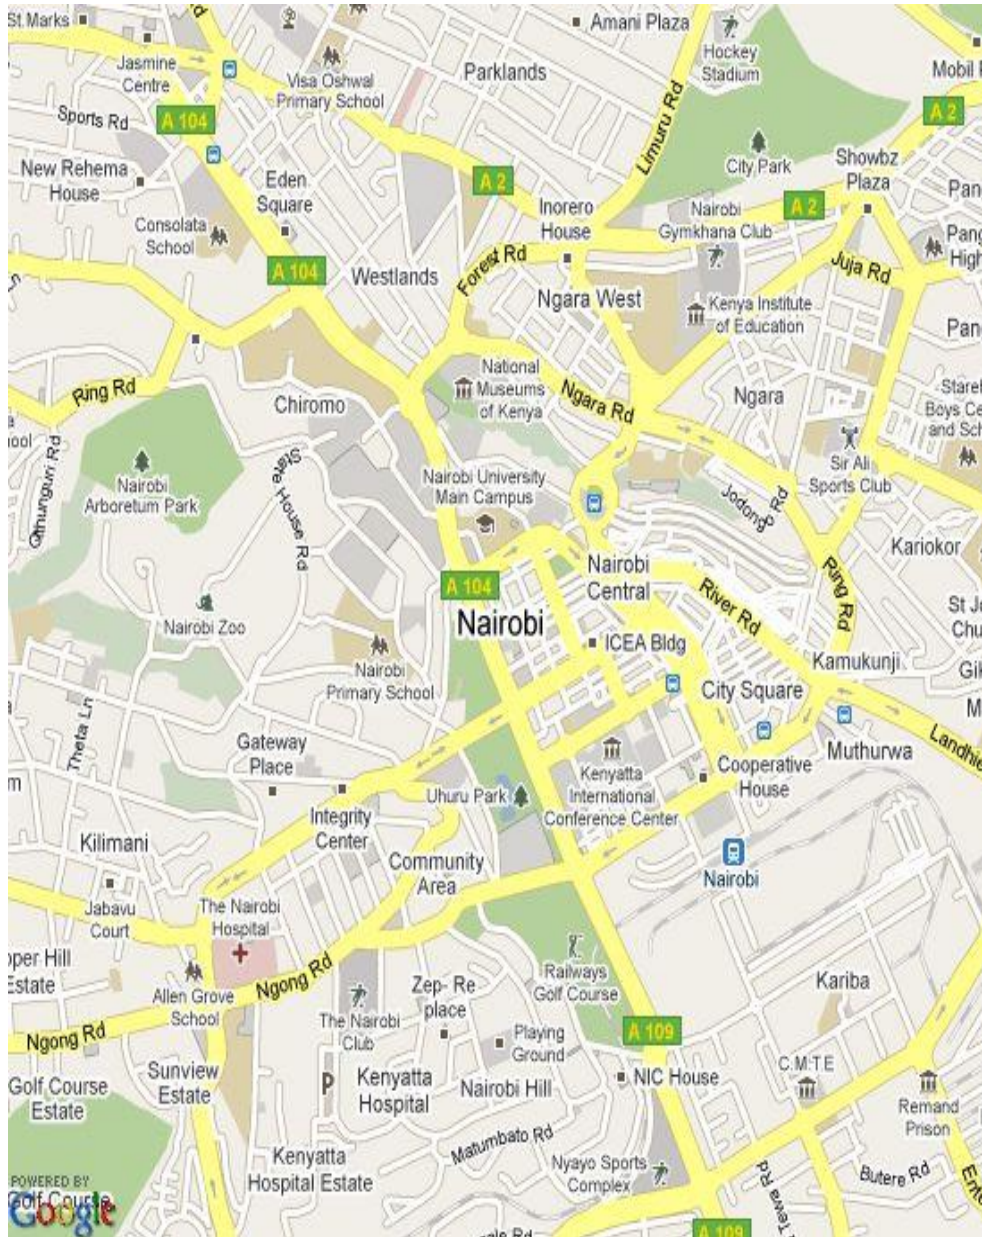 St Marks
Amani Plaza
Jasmine
Centre
Visa Oshwal
Primary School
Parklands
Hockey
Stadium
Limuru Rd
A 104
Sports Rd
A 2
City Park
Showbz
Plaza
New Rehema
House
Eden
Square
A 2
Inorero
House
Nairobi
Gymkhana Club
A 2
Consolata
School
A 104
Westlands
Forest Rd
Juja Rd
Ngara West
Kenya Institute
of Education
National
Museums
of Kenya
Ngara Rd
Ring Rd
Chiromo
Ngara
Nairobi
Arboretum Park
State House Rd
Nairobi University
Main Campus
Sir Ali
Sports Club
Kariokor
A 104
Nairobi
Central
River Rd
Ring Rd
Nairobi
Nairobi Zoo
ICEA Bldg
Kamukunji
Nairobi
Primary School
City Square
Theta Ln
Gateway
Place
Kenyatta
International
Conference Center
Cooperative
House
Muthurwa
Uhuru Park
Integrity
Center
Kilimani
Community
Area
Nairobi
Jabavu
Court
The Nairobi
Hospital
Allen Grove
School
Ngong Rd
Zep- Re
place
Railways
Golf Course
Kariba
Ngong Rd
The Nairobi
Club
Playing
Ground
A 109
Golf Course
Estate
Sunview
Estate
P
Kenyatta
Hospital
Nairobi Hill
NIC House
C.M.T.E
Remand
Prison
Matumbato Rd
Kenyatta
Hospital Estate
Nyayo Sports
Complex
Butere Rd
POWERED BY
Google
A 109